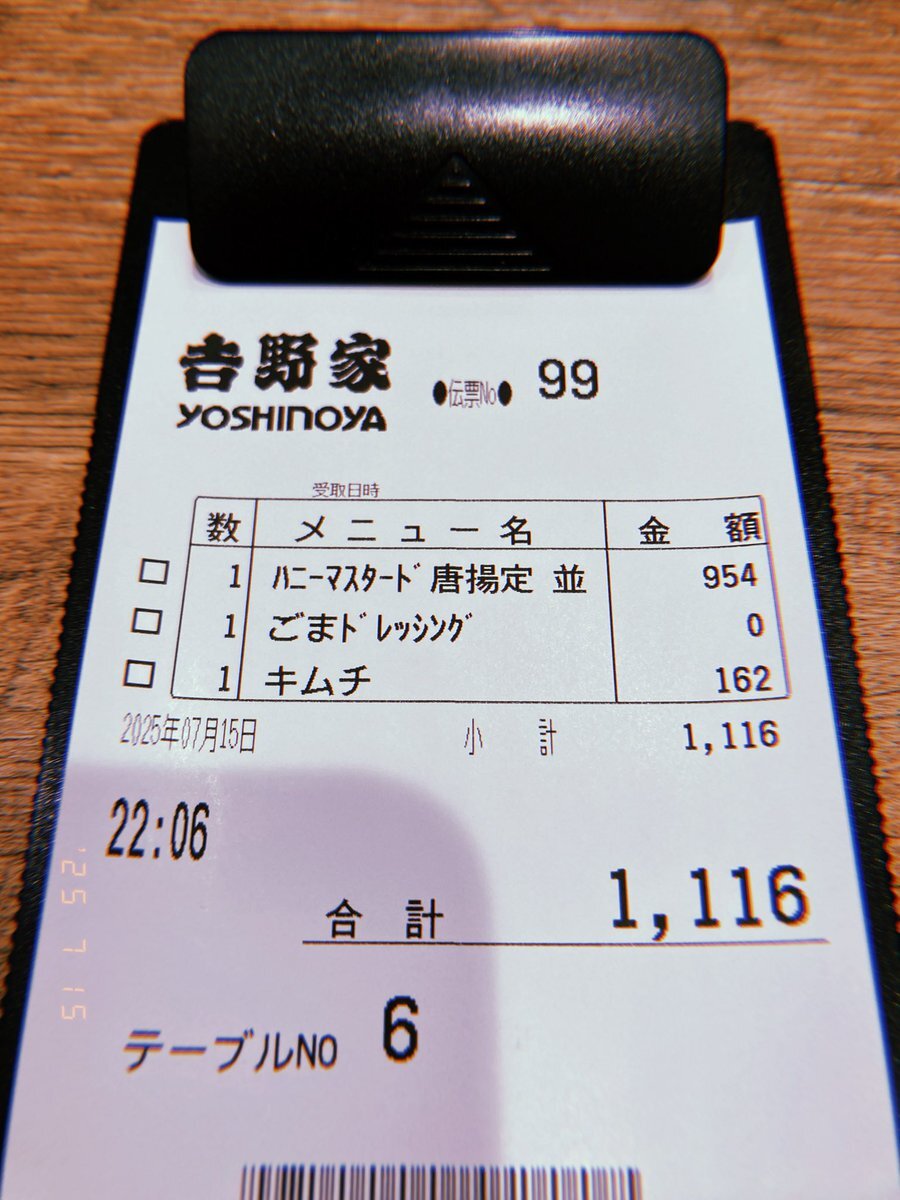 吉野家
YOSHINOYA
●伝票No● 99
受取日時
数 メニュー名 金額
□ 1 ﾊﾆｰﾏｽﾀｰﾄﾞ唐揚定 並 954
□ 1 ごまﾄﾞﾚｯｼﾝｸﾞ 0
□ 1 キムチ 162
2025年07月15日 小計 1,116
22:06
合計 1,116
テーブルNO 6
'25 7 15